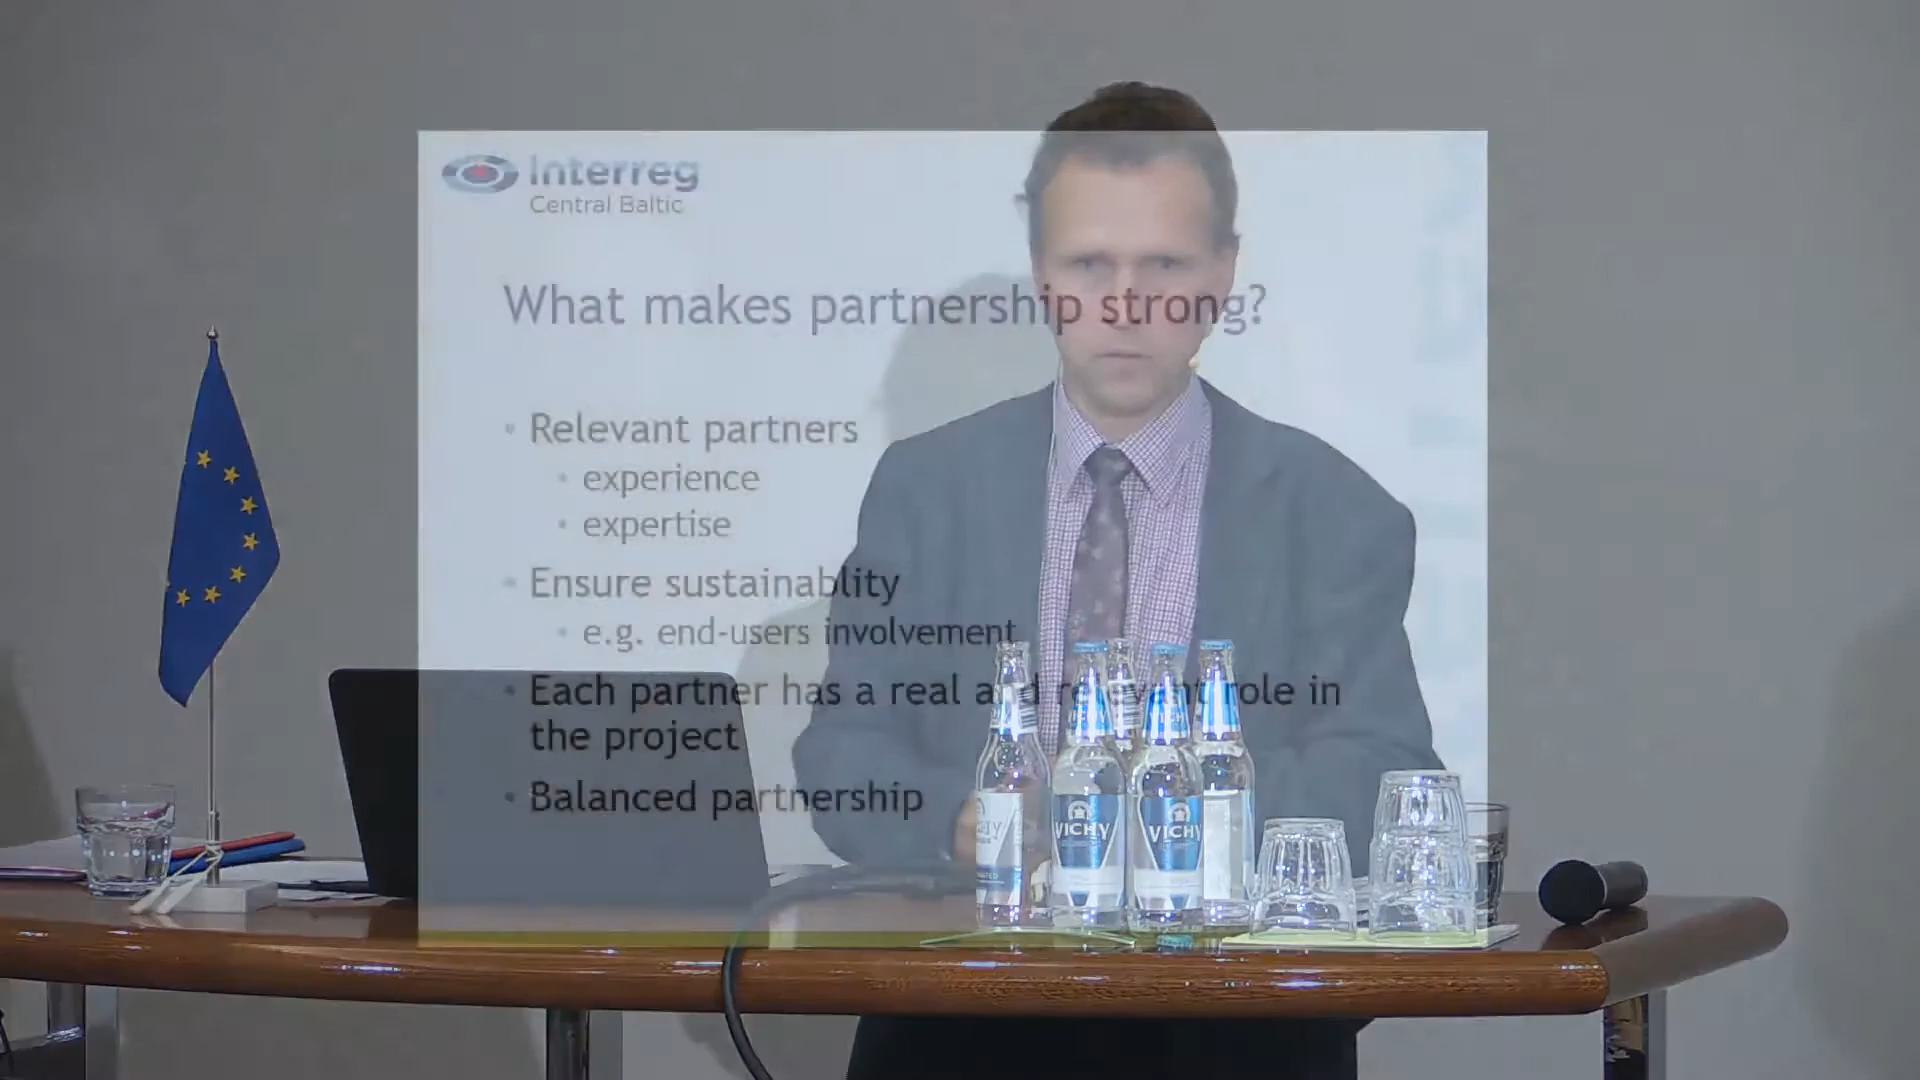 Interreg
Central Baltic
What makes partnership strong?
• Relevant partners
• experience
• expertise
• Ensure sustainablity
• e.g. end-users involvement
• Each partner has a real and relevant role in
the project
• Balanced partnership
VICHY
VICHY